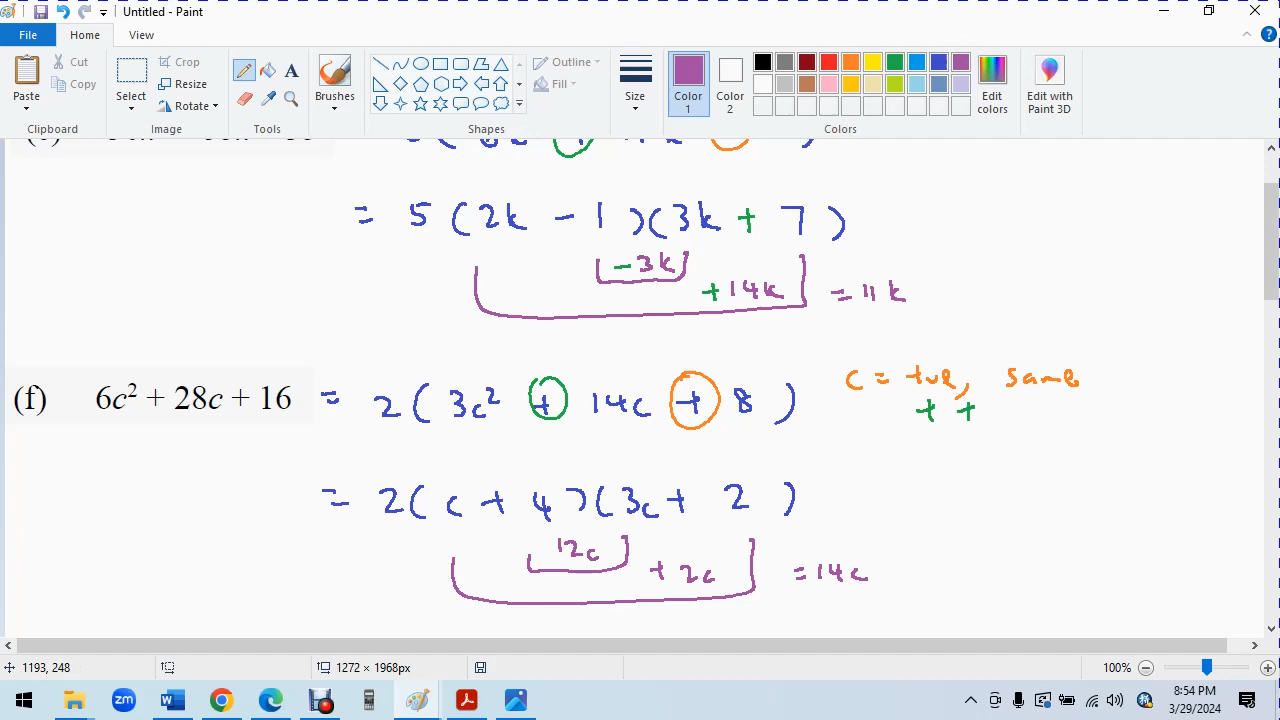 Untitled - Paint
File Home View
Paste Cut Copy Select Crop Resize Rotate A Brushes Outline Fill Size Color 1 Color 2 Edit colors Edit with Paint 3D
Clipboard Image Tools Shapes Colors
= 5 ( 2k - 1 ) ( 3k + 7 )
- 3k
+ 14k = 11k
(f) 6c² + 28c + 16 = 2 ( 3c² + 14c + 8 ) c = +ve, same
+ +
= 2 ( c + 4 ) ( 3c + 2 )
12c
+ 2c = 14c
1193, 248 1272 × 1968px 100%
zm W
8:54 PM
3/29/2024